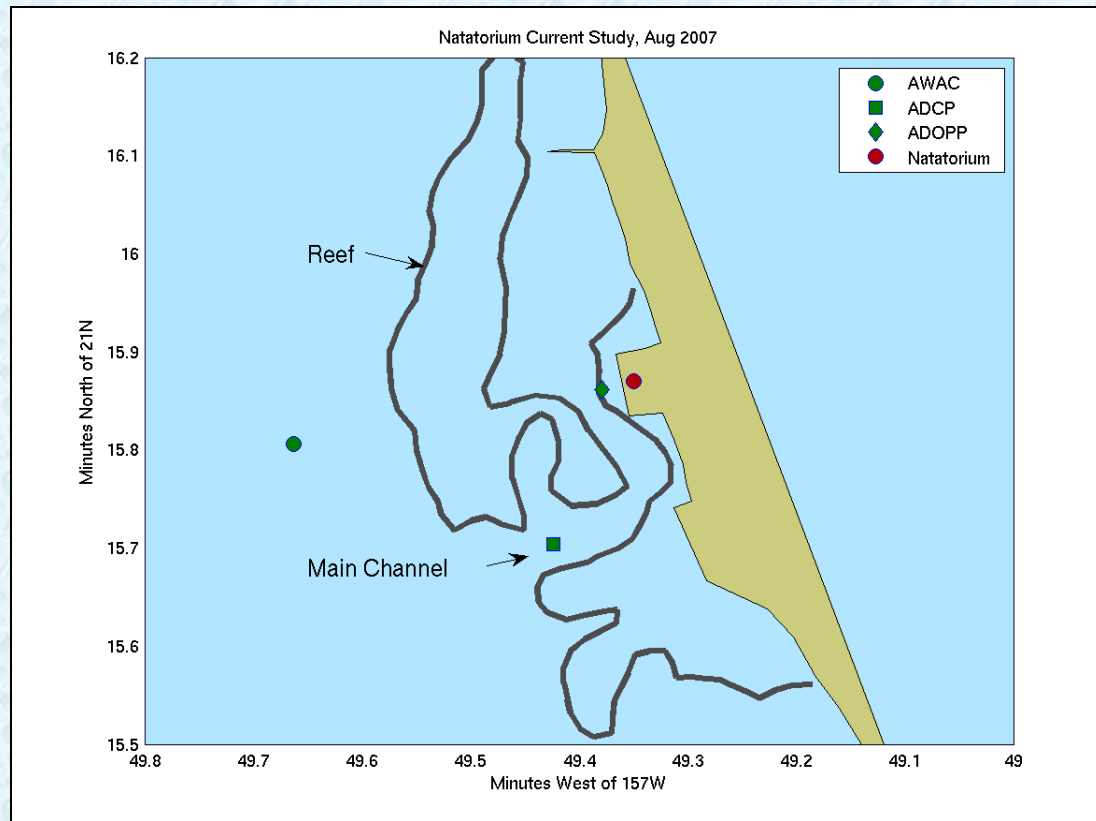 Natatorium Current Study, Aug 2007
16.2
16.1
16
15.9
15.8
15.7
15.6
15.5
Minutes North of 21N
AWAC
ADCP
ADOPP
Natatorium
Reef
Main Channel
49.8 49.7 49.6 49.5 49.4 49.3 49.2 49.1 49
Minutes West of 157W